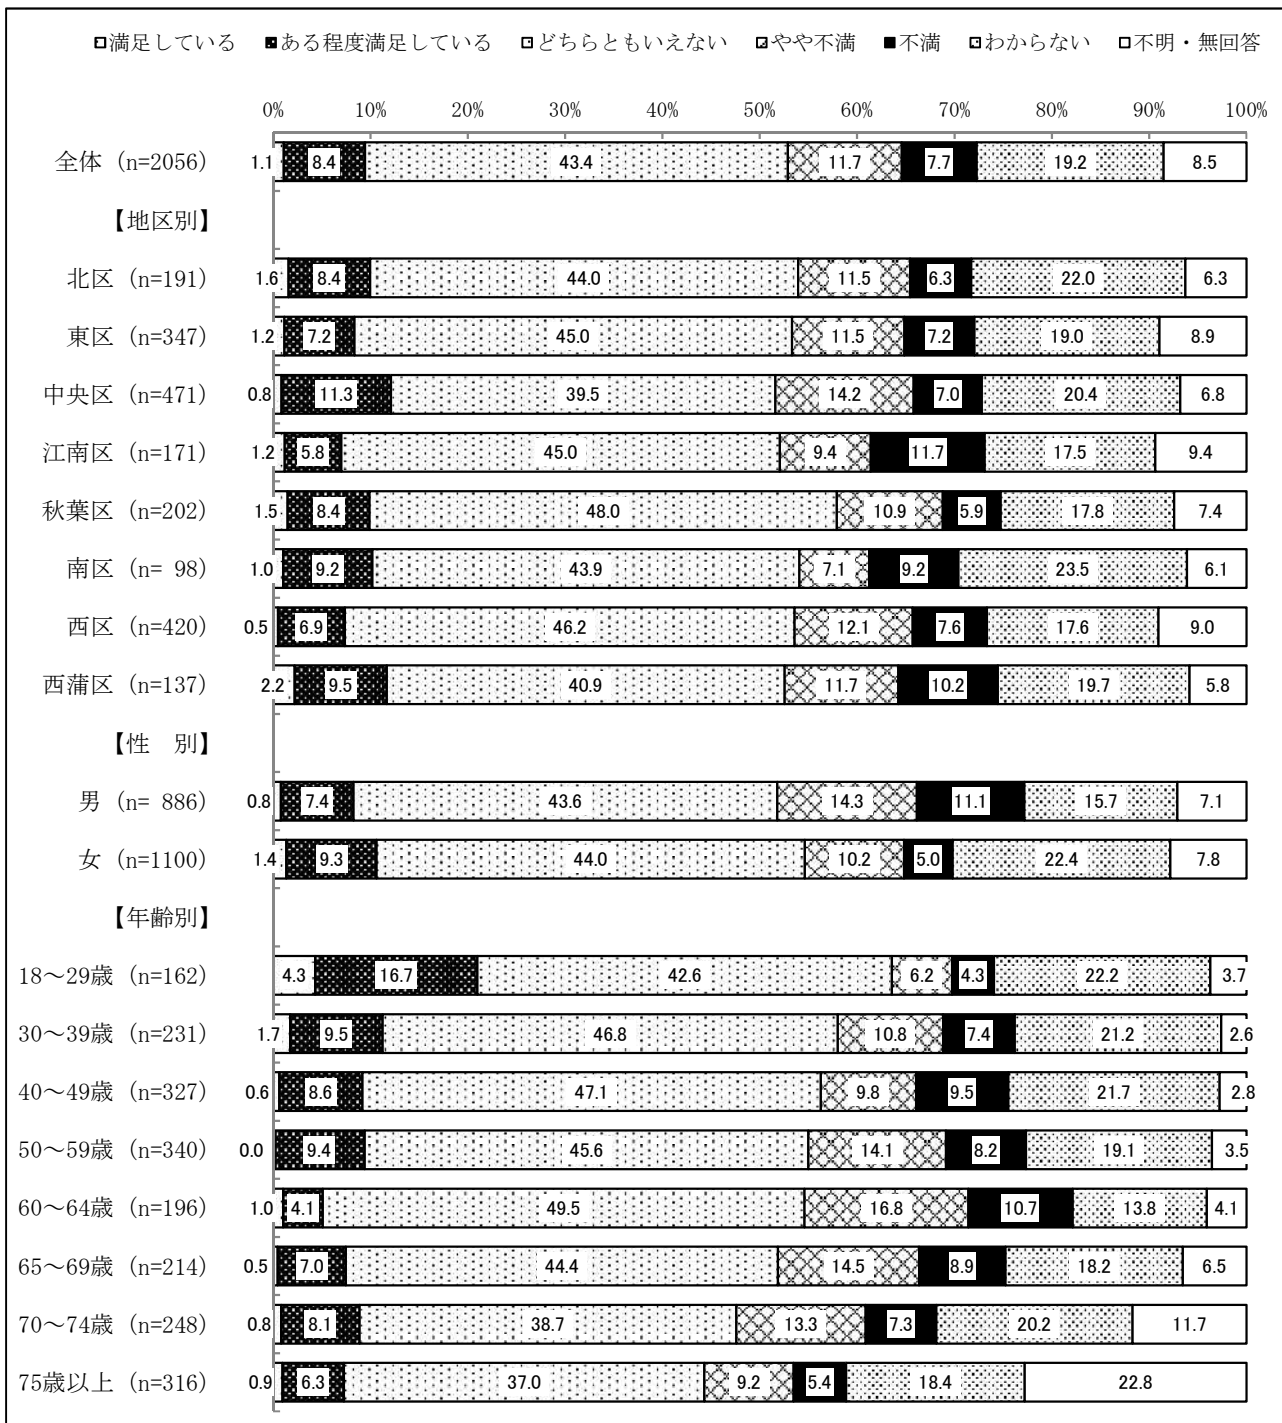 満足している ある程度満足している どちらともいえない やや不満 不満 わからない 不明・無回答
0% 10% 20% 30% 40% 50% 60% 70% 80% 90% 100%
全体 (n=2056) 1.1 8.4 43.4 11.7 7.7 19.2 8.5
【地区別】
北区 (n=191) 1.6 8.4 44.0 11.5 6.3 22.0 6.3
東区 (n=347) 1.2 7.2 45.0 11.5 7.2 19.0 8.9
中央区 (n=471) 0.8 11.3 39.5 14.2 7.0 20.4 6.8
江南区 (n=171) 1.2 5.8 45.0 9.4 11.7 17.5 9.4
秋葉区 (n=202) 1.5 8.4 48.0 10.9 5.9 17.8 7.4
南区 (n= 98) 1.0 9.2 43.9 7.1 9.2 23.5 6.1
西区 (n=420) 0.5 6.9 46.2 12.1 7.6 17.6 9.0
西蒲区 (n=137) 2.2 9.5 40.9 11.7 10.2 19.7 5.8
【性 別】
男 (n= 886) 0.8 7.4 43.6 14.3 11.1 15.7 7.1
女 (n=1100) 1.4 9.3 44.0 10.2 5.0 22.4 7.8
【年齢別】
18~29歳 (n=162) 4.3 16.7 42.6 6.2 4.3 22.2 3.7
30~39歳 (n=231) 1.7 9.5 46.8 10.8 7.4 21.2 2.6
40~49歳 (n=327) 0.6 8.6 47.1 9.8 9.5 21.7 2.8
50~59歳 (n=340) 0.0 9.4 45.6 14.1 8.2 19.1 3.5
60~64歳 (n=196) 1.0 4.1 49.5 16.8 10.7 13.8 4.1
65~69歳 (n=214) 0.5 7.0 44.4 14.5 8.9 18.2 6.5
70~74歳 (n=248) 0.8 8.1 38.7 13.3 7.3 20.2 11.7
75歳以上 (n=316) 0.9 6.3 37.0 9.2 5.4 18.4 22.8